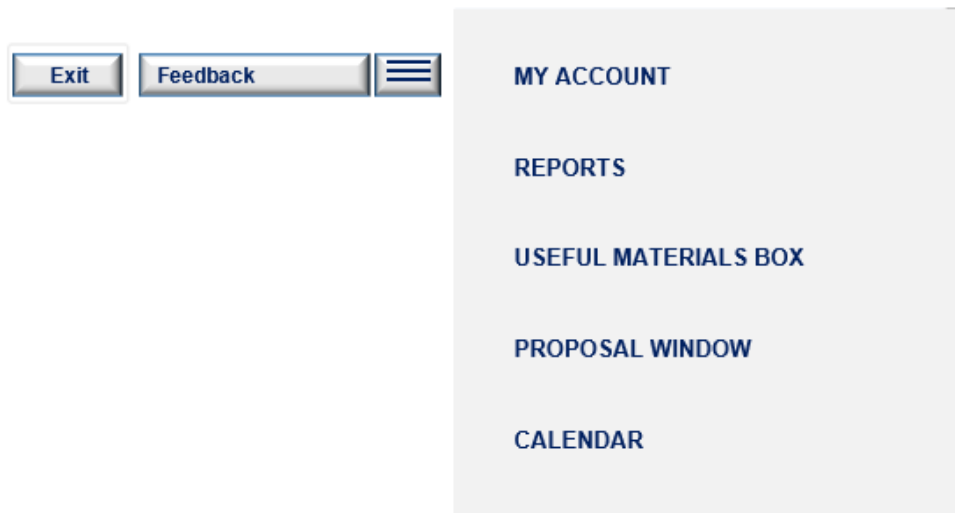 Exit
Feedback
MY ACCOUNT
REPORTS
USEFUL MATERIALS BOX
PROPOSAL WINDOW
CALENDAR